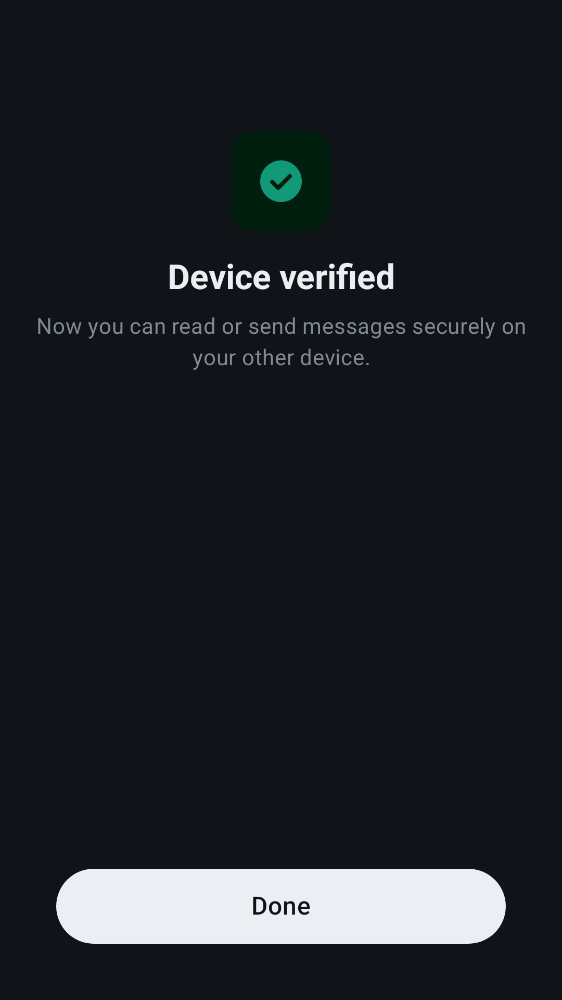 Device verified
Now you can read or send messages securely on
your other device.
Done